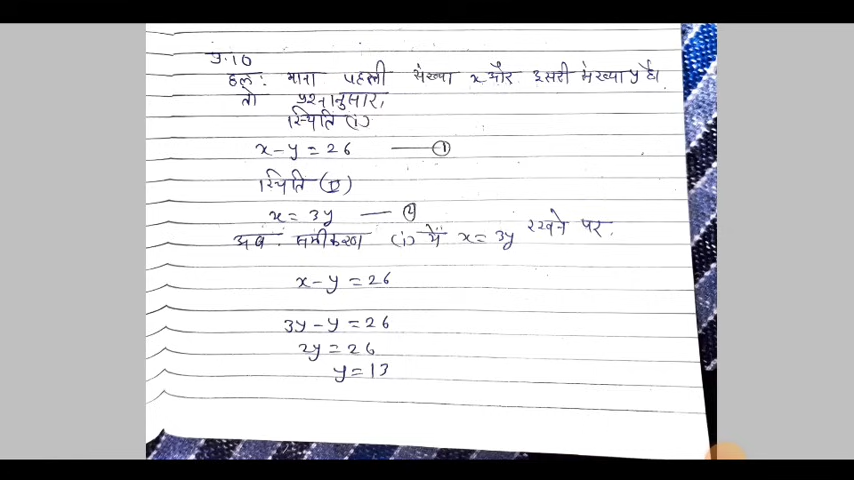 प्र.10
हल: माना पहली संख्या x और दूसरी संख्या y है।
तो प्रश्नानुसार,
स्थिति (i)
x - y = 26 —— ①
स्थिति (II)
x = 3y —— ②
अब समीकरण (i) में x = 3y रखने पर.
x - y = 26
3y - y = 26
2y = 26
y = 13